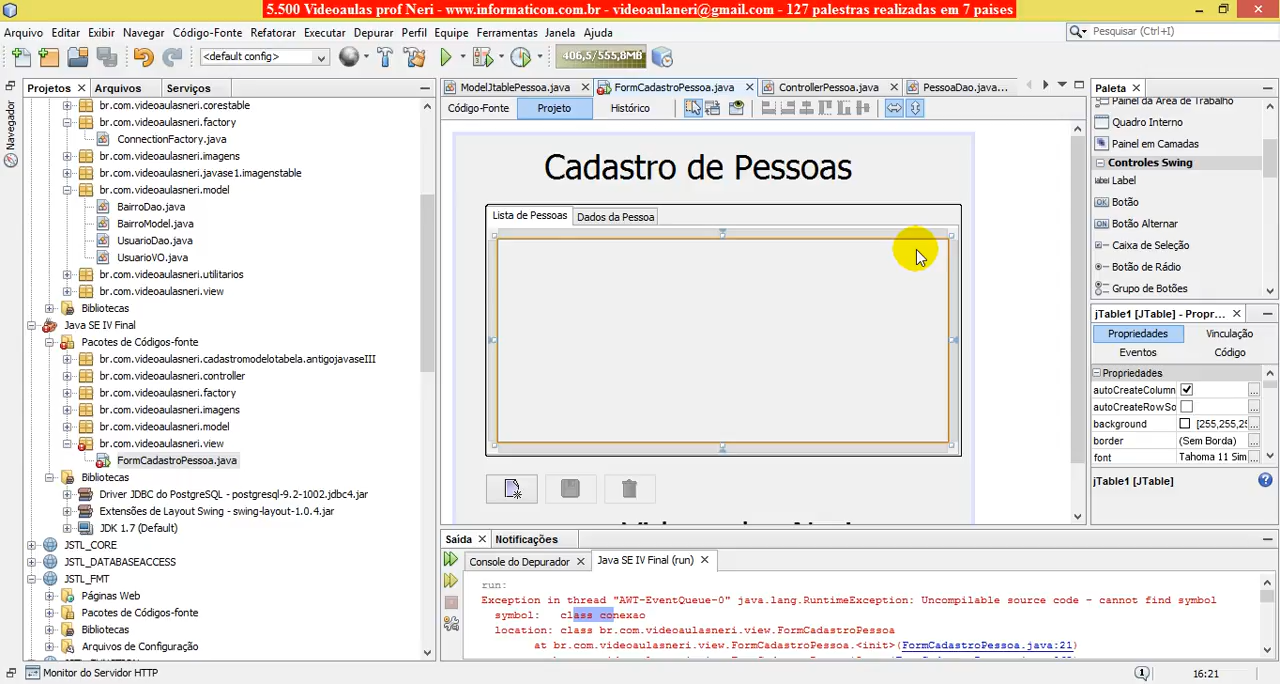 5.500 Videoaulas prof Neri - www.informaticon.com.br - videoaulaneri@gmail.com - 127 palestras realizadas em 7 paises
Arquivo Editar Exibir Navegar Código-Fonte Refatorar Executar Depurar Perfil Equipe Ferramentas Janela Ajuda
Pesquisar (Ctrl+I)
<default config>
406,5/555,8MB
Projetos Arquivos Serviços
Navegador
br.com.videoaulasneri.corestable
br.com.videoaulasneri.factory
ConnectionFactory.java
br.com.videoaulasneri.imagens
br.com.videoaulasneri.javase1.imagenstable
br.com.videoaulasneri.model
BairroDao.java
BairroModel.java
UsuarioDao.java
UsuarioVO.java
br.com.videoaulasneri.utilitarios
br.com.videoaulasneri.view
Bibliotecas
Java SE IV Final
Pacotes de Códigos-fonte
br.com.videoaulasneri.cadastromodelotabela.antigojavaseIII
br.com.videoaulasneri.controller
br.com.videoaulasneri.factory
br.com.videoaulasneri.imagens
br.com.videoaulasneri.model
br.com.videoaulasneri.view
FormCadastroPessoa.java
Bibliotecas
Driver JDBC do PostgreSQL - postgresql-9.2-1002.jdbc4.jar
Extensões de Layout Swing - swing-layout-1.0.4.jar
JDK 1.7 (Default)
JSTL_CORE
JSTL_DATABASEACCESS
JSTL_FMT
Páginas Web
Pacotes de Códigos-fonte
Bibliotecas
Arquivos de Configuração
ModelJtablePessoa.java FormCadastroPessoa.java ControllerPessoa.java PessoaDao.java...
Código-Fonte Projeto Histórico
Cadastro de Pessoas
Lista de Pessoas Dados da Pessoa
Paleta
Painel da Área de Trabalho
Quadro Interno
Painel em Camadas
Controles Swing
label Label
OK Botão
ON Botão Alternar
Caixa de Seleção
Botão de Rádio
Grupo de Botões
jTable1 [JTable] - Propr...
Propriedades Vinculação
Eventos Código
Propriedades
autoCreateColumn ...
autoCreateRowSo ...
background [255,255,2 ...
border (Sem Borda) ...
font Tahoma 11 Sim ...
jTable1 [JTable]
Saída Notificações
Console do Depurador Java SE IV Final (run)
run:
Exception in thread "AWT-EventQueue-0" java.lang.RuntimeException: Uncompilable source code - cannot find symbol
symbol: class conexao
location: class br.com.videoaulasneri.view.FormCadastroPessoa
at br.com.videoaulasneri.view.FormCadastroPessoa.<init>(FormCadastroPessoa.java:21)
Monitor do Servidor HTTP
1
16:21